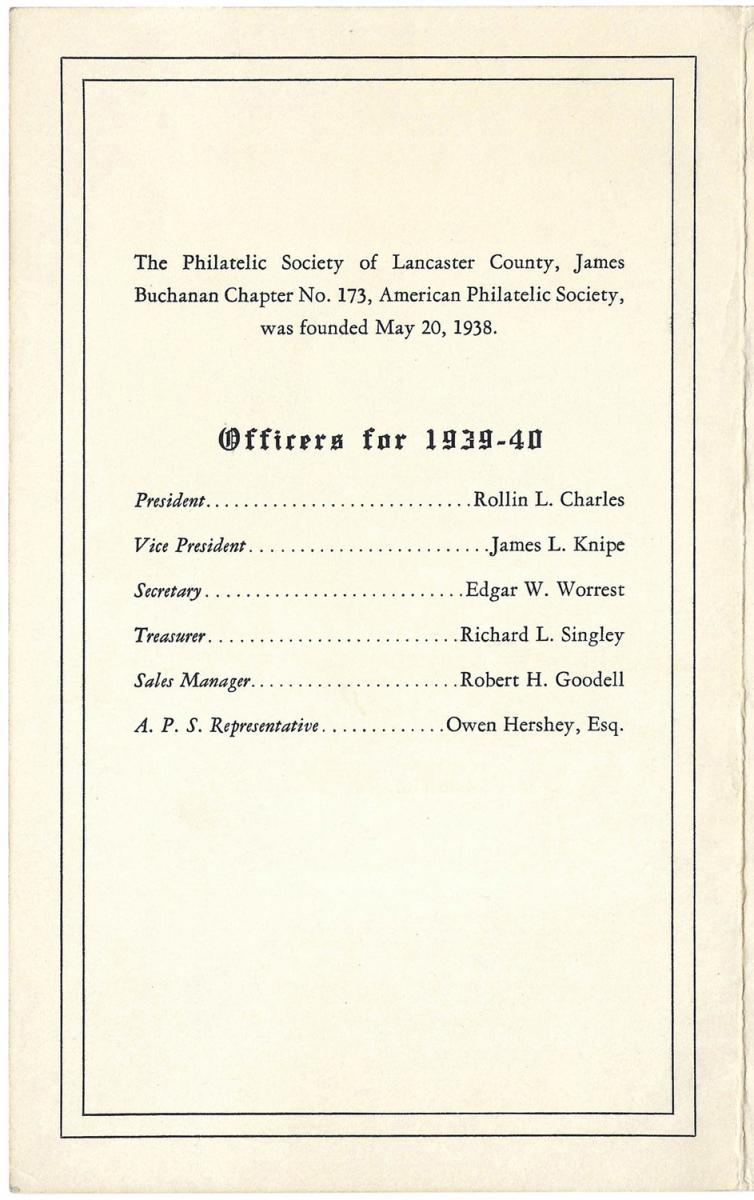 The Philatelic Society of Lancaster County, James
Buchanan Chapter No. 173, American Philatelic Society,
was founded May 20, 1938.
Officers for 1939-40
President...........................Rollin L. Charles
Vice President.........................James L. Knipe
Secretary...........................Edgar W. Worrest
Treasurer..........................Richard L. Singley
Sales Manager.....................Robert H. Goodell
A. P. S. Representative.............Owen Hershey, Esq.